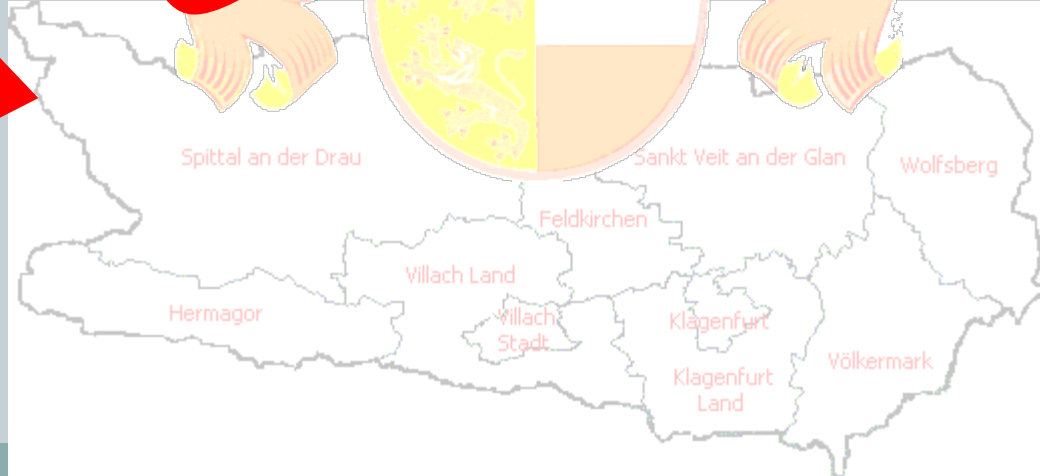 Spittal an der Drau
Sankt Veit an der Glan
Wolfsberg
Feldkirchen
Villach Land
Hermagor
Villach
Stadt
Klagenfurt
Klagenfurt
Land
Völkermark